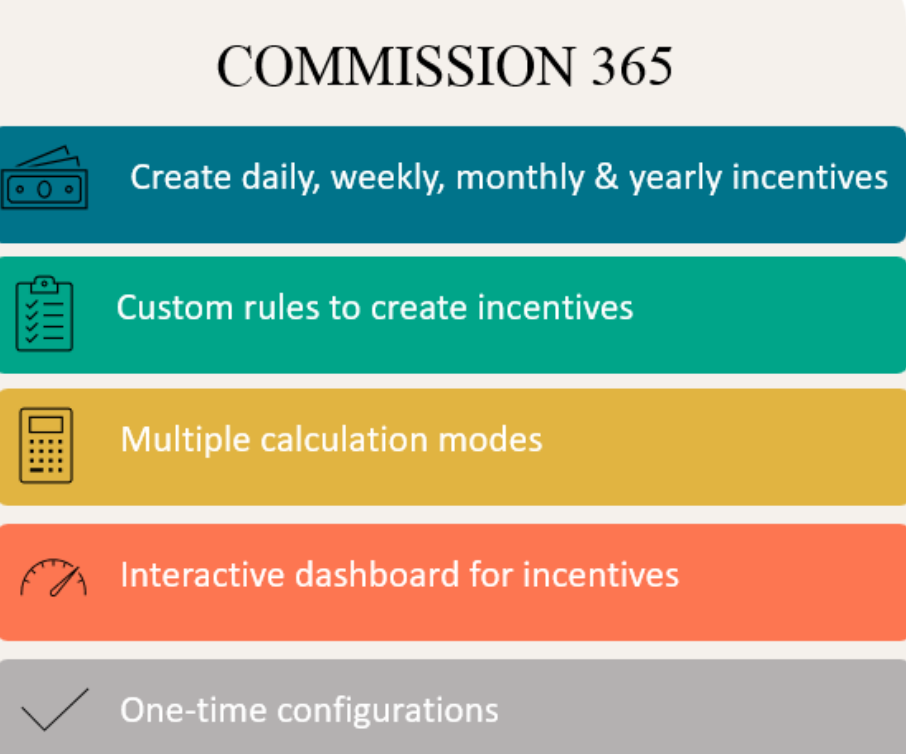 COMMISSION 365
Create daily, weekly, monthly & yearly incentives
Custom rules to create incentives
Multiple calculation modes
Interactive dashboard for incentives
One-time configurations